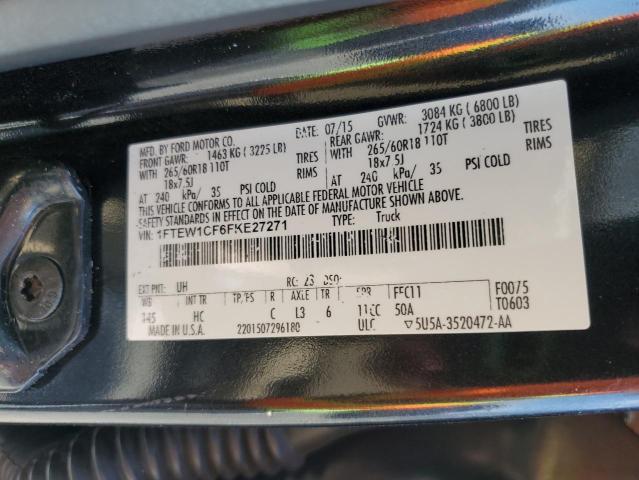 MFD. BY FORD MOTOR CO.
DATE: 07/15 GVWR: 3084 KG ( 6800 LB)
FRONT GAWR: 1463 KG ( 3225 LB) REAR GAWR: 1724 KG ( 3800 LB)
WITH 265/60R18 110T TIRES WITH 265/60R18 110T TIRES
18x7.5J RIMS 18x7.5J RIMS
AT 240 kPa/ 35 PSI COLD AT 240 kPa/ 35 PSI COLD
THIS VEHICLE CONFORMS TO ALL APPLICABLE FEDERAL MOTOR VEHICLE
SAFETY STANDARDS IN EFFECT ON THE DATE OF MANUFACTURE SHOWN ABOVE.
VIN: 1FTEW1CF6FKE27271
TYPE: Truck
EXT PNT: UH RC: 23
WB INT TR TP/PS R AXLE TR SPR FFC11 F0075
145 HC C L3 6 50A T0603
MADE IN U.S.A. 2201507296180 ULC 5U5A-3520472-AA